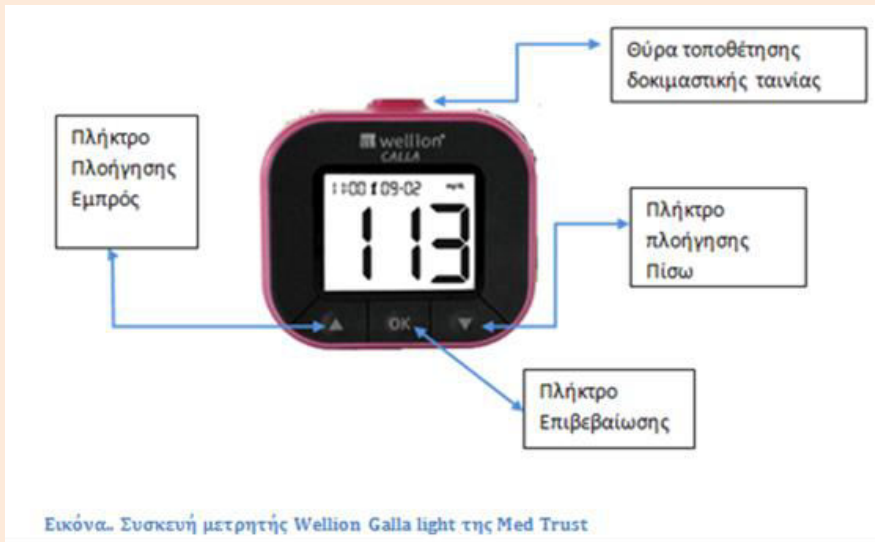 Θύρα τοποθέτησης
δοκιμαστικής ταινίας
Πλήκτρο
Πλοήγησης
Εμπρός
wellion
CALLA
11:00 09-02
113
Πλήκτρο
πλοήγησης
Πίσω
OK
Πλήκτρο
Επιβεβαίωσης
Εικόνα.. Συσκευή μετρητής Wellion Galla light της Med Trust